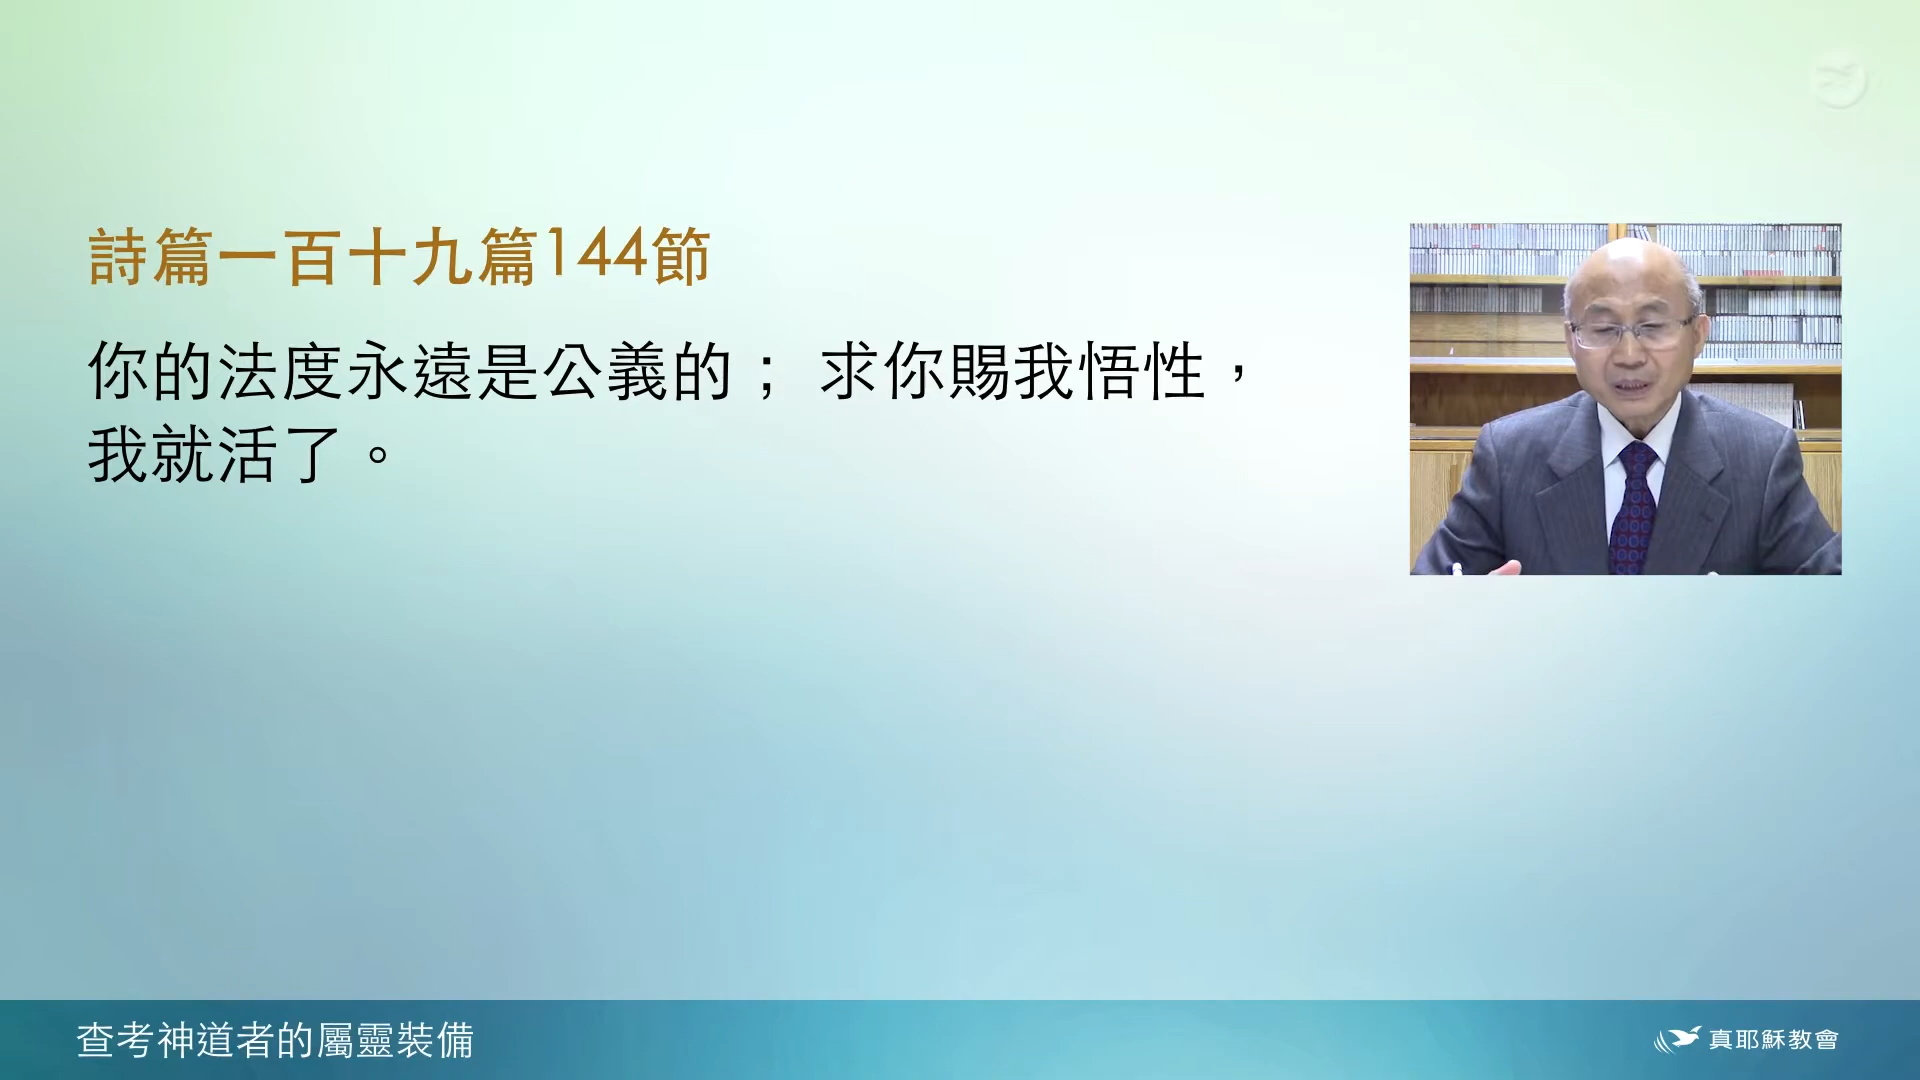 詩篇一百十九篇144節
你的法度永遠是公義的； 求你賜我悟性，
我就活了。
查考神道者的屬靈裝備
真耶穌教會